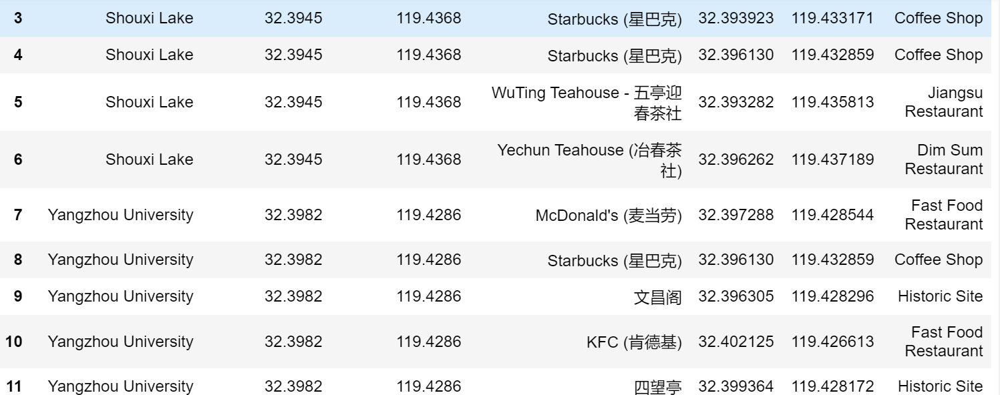 3 Shouxi Lake 32.3945 119.4368 Starbucks (星巴克) 32.393923 119.433171 Coffee Shop
4 Shouxi Lake 32.3945 119.4368 Starbucks (星巴克) 32.396130 119.432859 Coffee Shop
5 Shouxi Lake 32.3945 119.4368 WuTing Teahouse - 五亭迎
春茶社 32.393282 119.435813 Jiangsu
Restaurant
6 Shouxi Lake 32.3945 119.4368 Yechun Teahouse (冶春茶
社) 32.396262 119.437189 Dim Sum
Restaurant
7 Yangzhou University 32.3982 119.4286 McDonald's (麦当劳) 32.397288 119.428544 Fast Food
Restaurant
8 Yangzhou University 32.3982 119.4286 Starbucks (星巴克) 32.396130 119.432859 Coffee Shop
9 Yangzhou University 32.3982 119.4286 文昌阁 32.396305 119.428296 Historic Site
10 Yangzhou University 32.3982 119.4286 KFC (肯德基) 32.402125 119.426613 Fast Food
Restaurant
11 Yangzhou University 32.3982 119.4286 四望亭 32.399364 119.428172 Historic Site